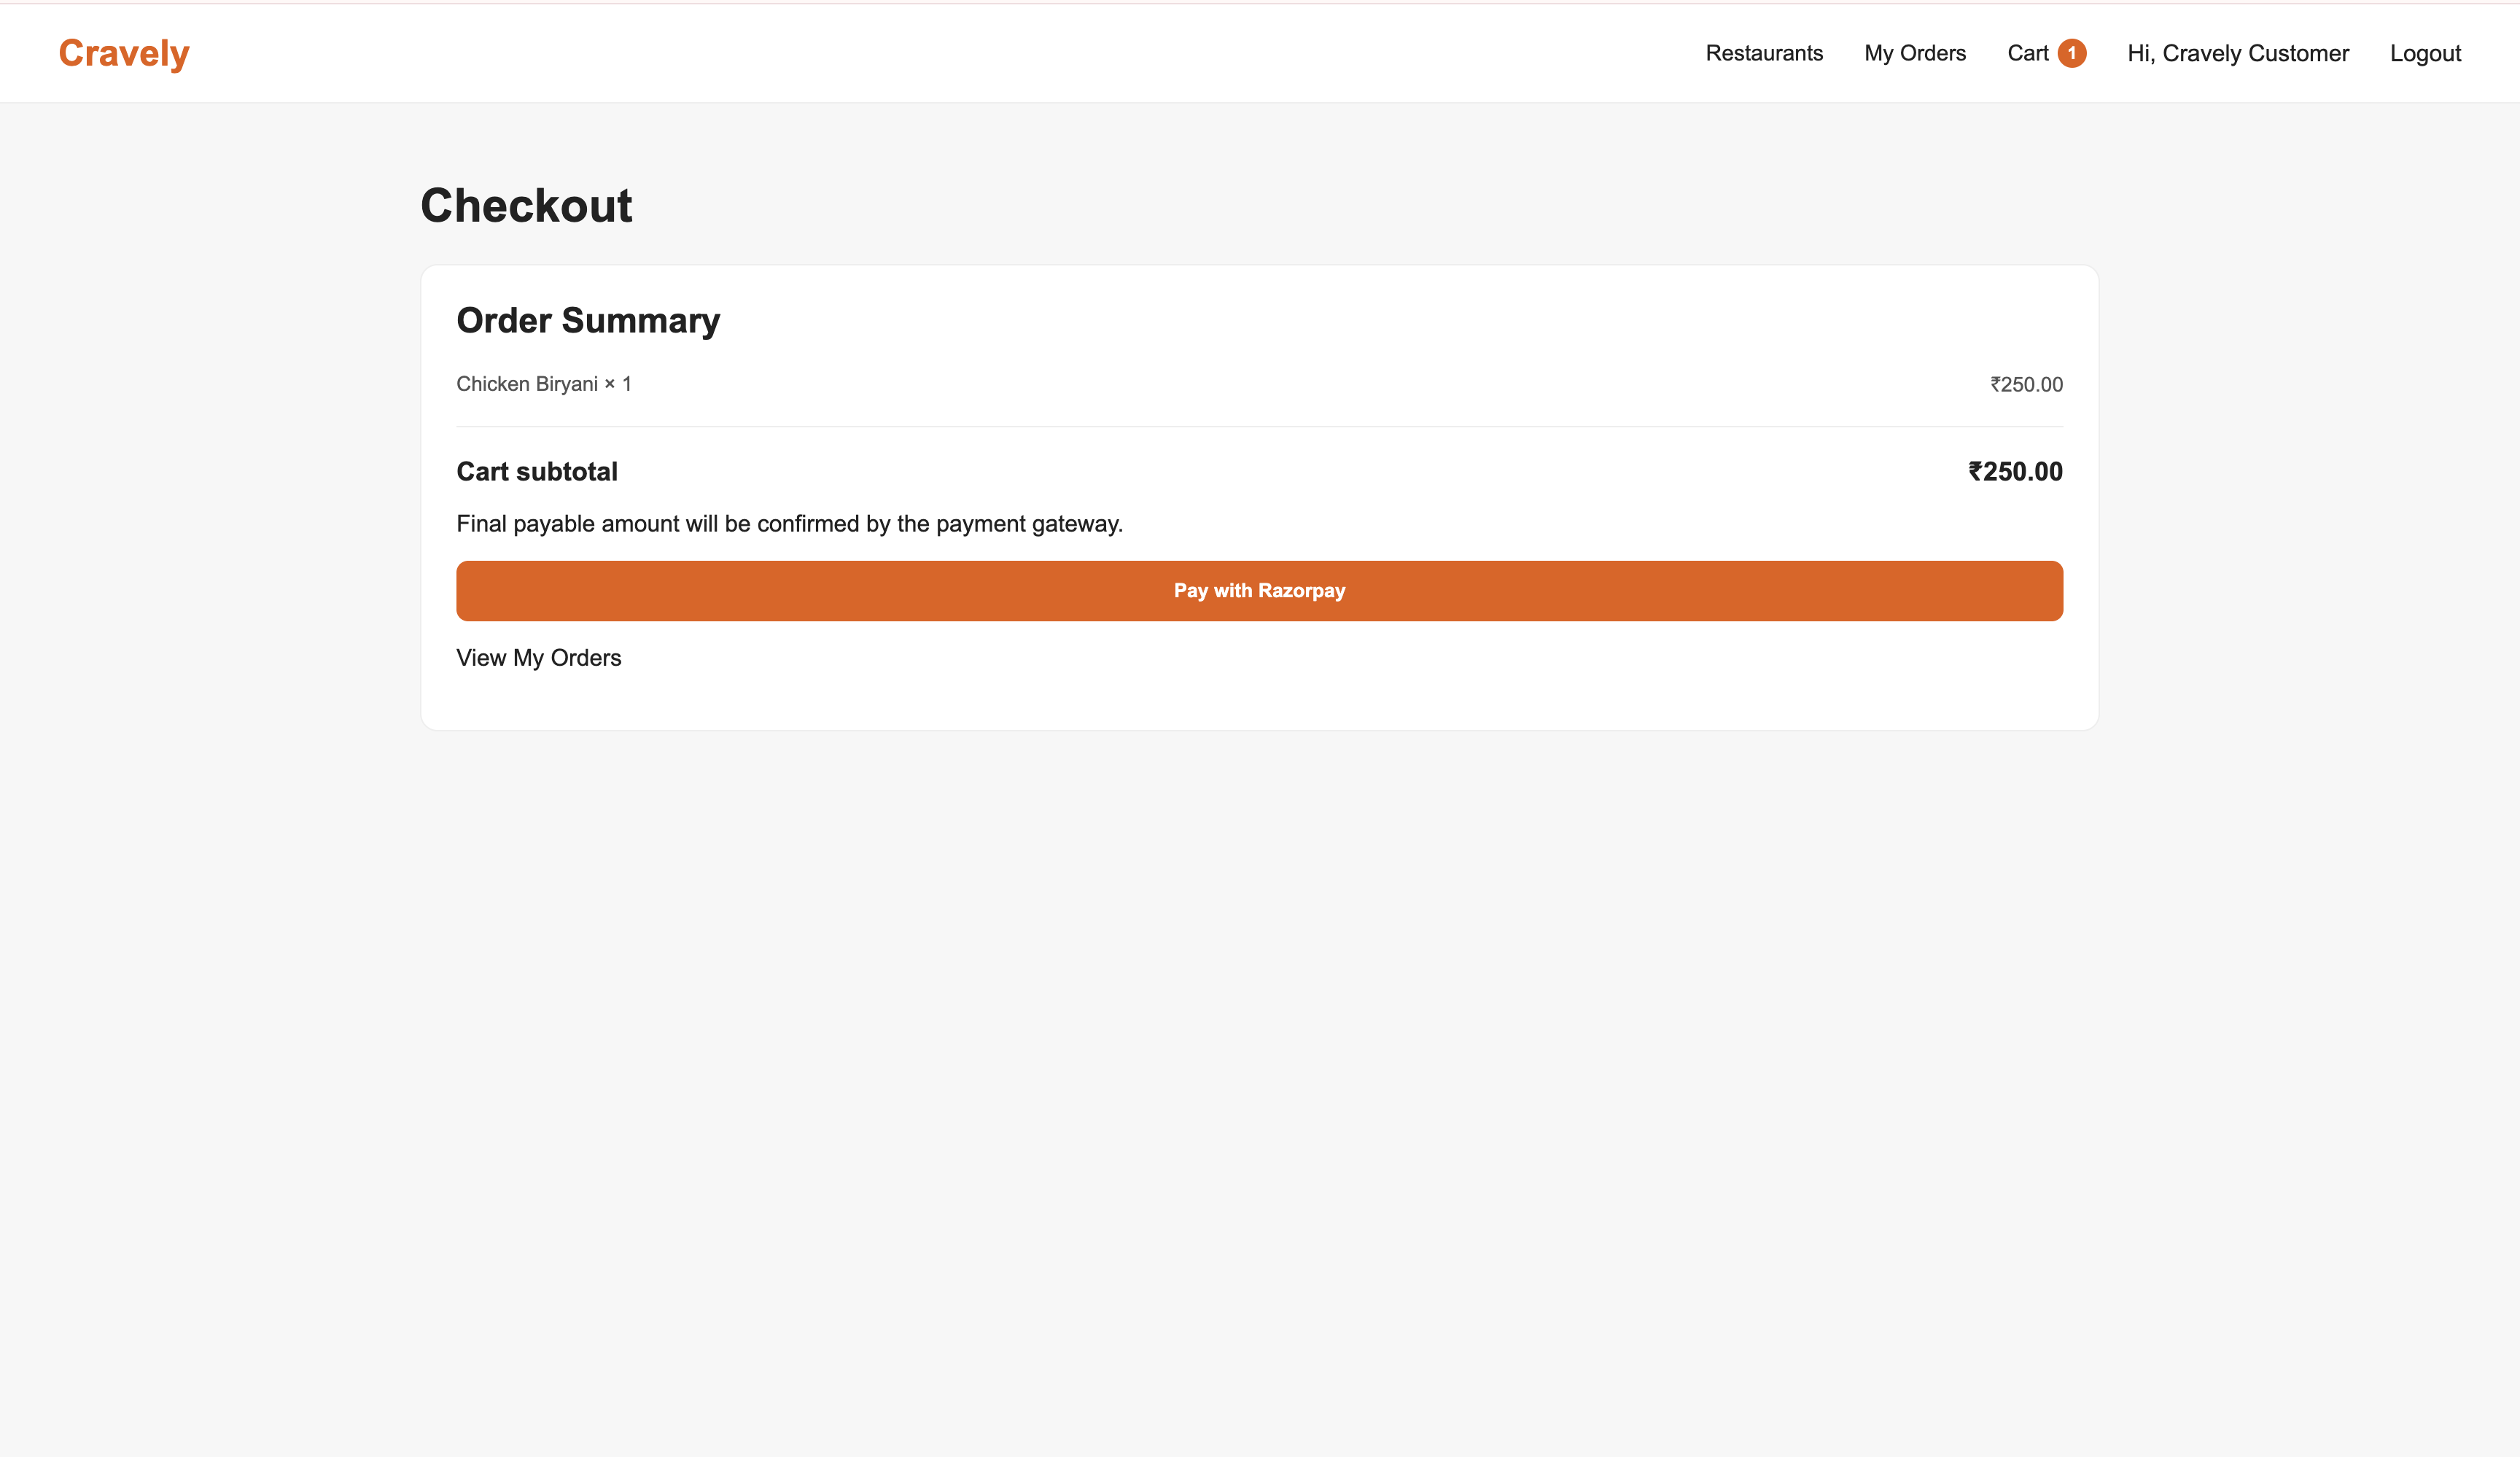 Cravely
Restaurants My Orders Cart 1 Hi, Cravely Customer Logout
Checkout
Order Summary
Chicken Biryani × 1 ₹250.00
Cart subtotal ₹250.00
Final payable amount will be confirmed by the payment gateway.
Pay with Razorpay
View My Orders